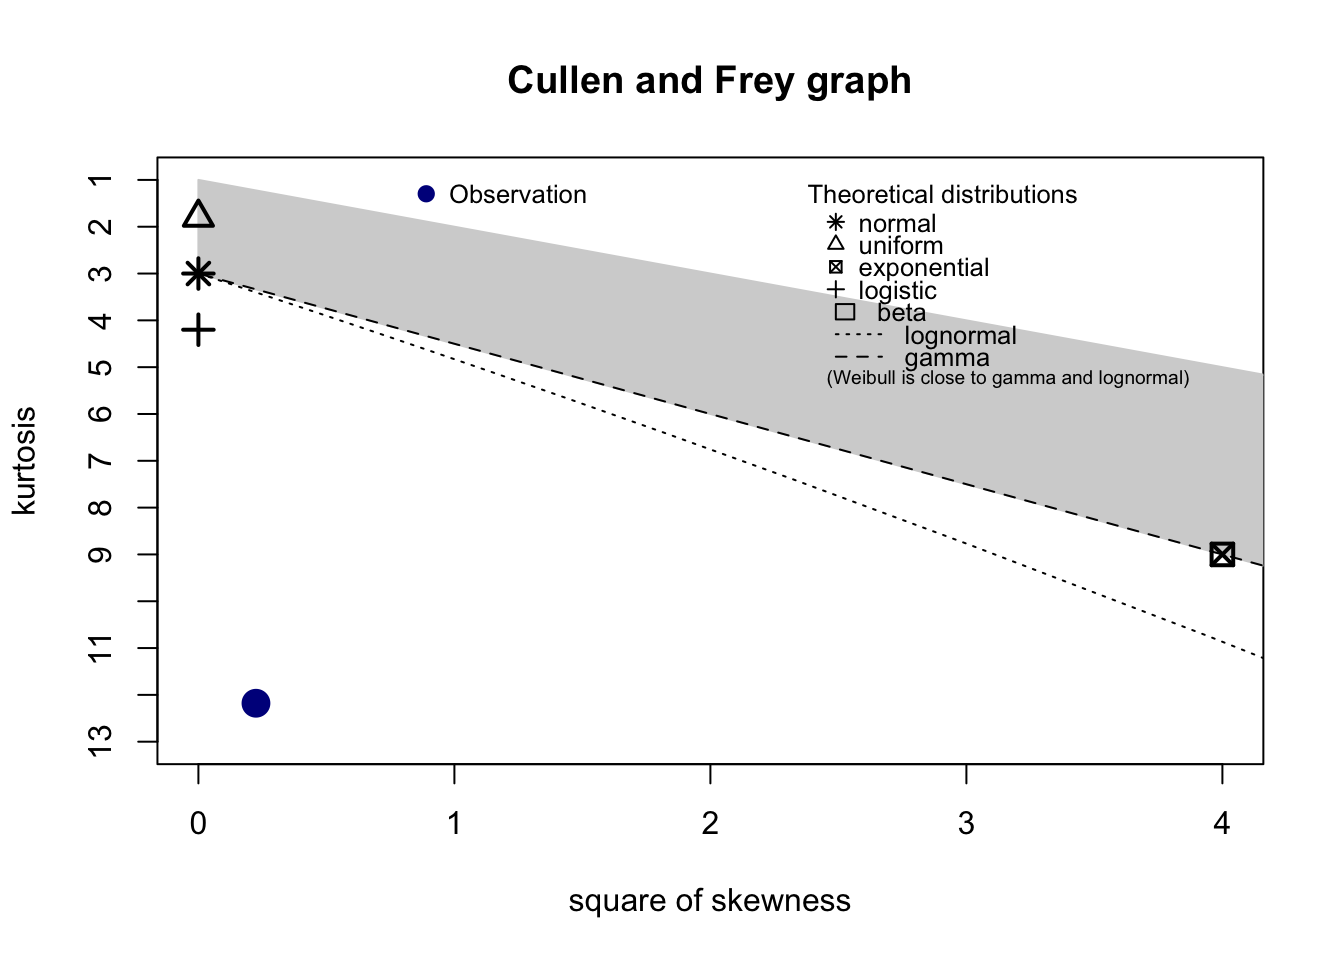 Cullen and Frey graph
Observation
Theoretical distributions
normal
uniform
exponential
logistic
beta
lognormal
gamma
(Weibull is close to gamma and lognormal)
kurtosis
1
2
3
4
5
6
7
8
9
11
13
0 1 2 3 4
square of skewness